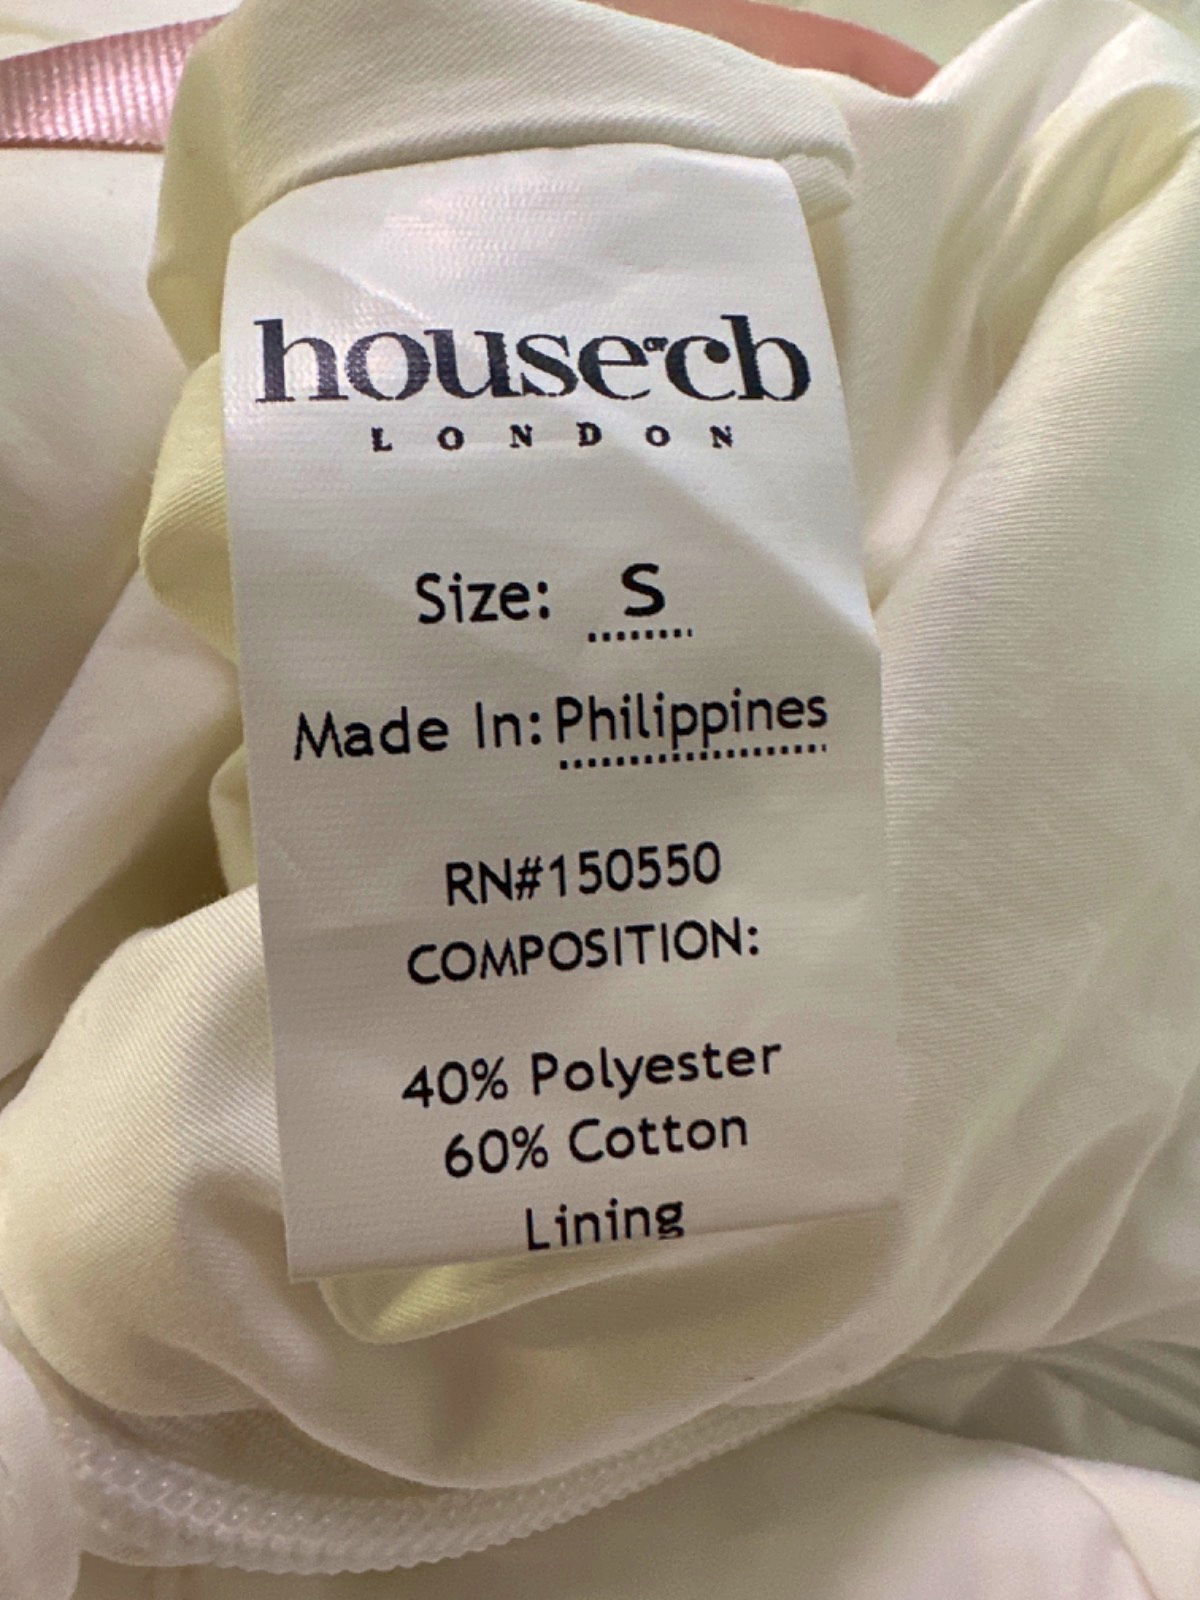 house of cb
LONDON
Size: S
Made In: Philippines
RN#150550
COMPOSITION:
40% Polyester
60% Cotton
Lining